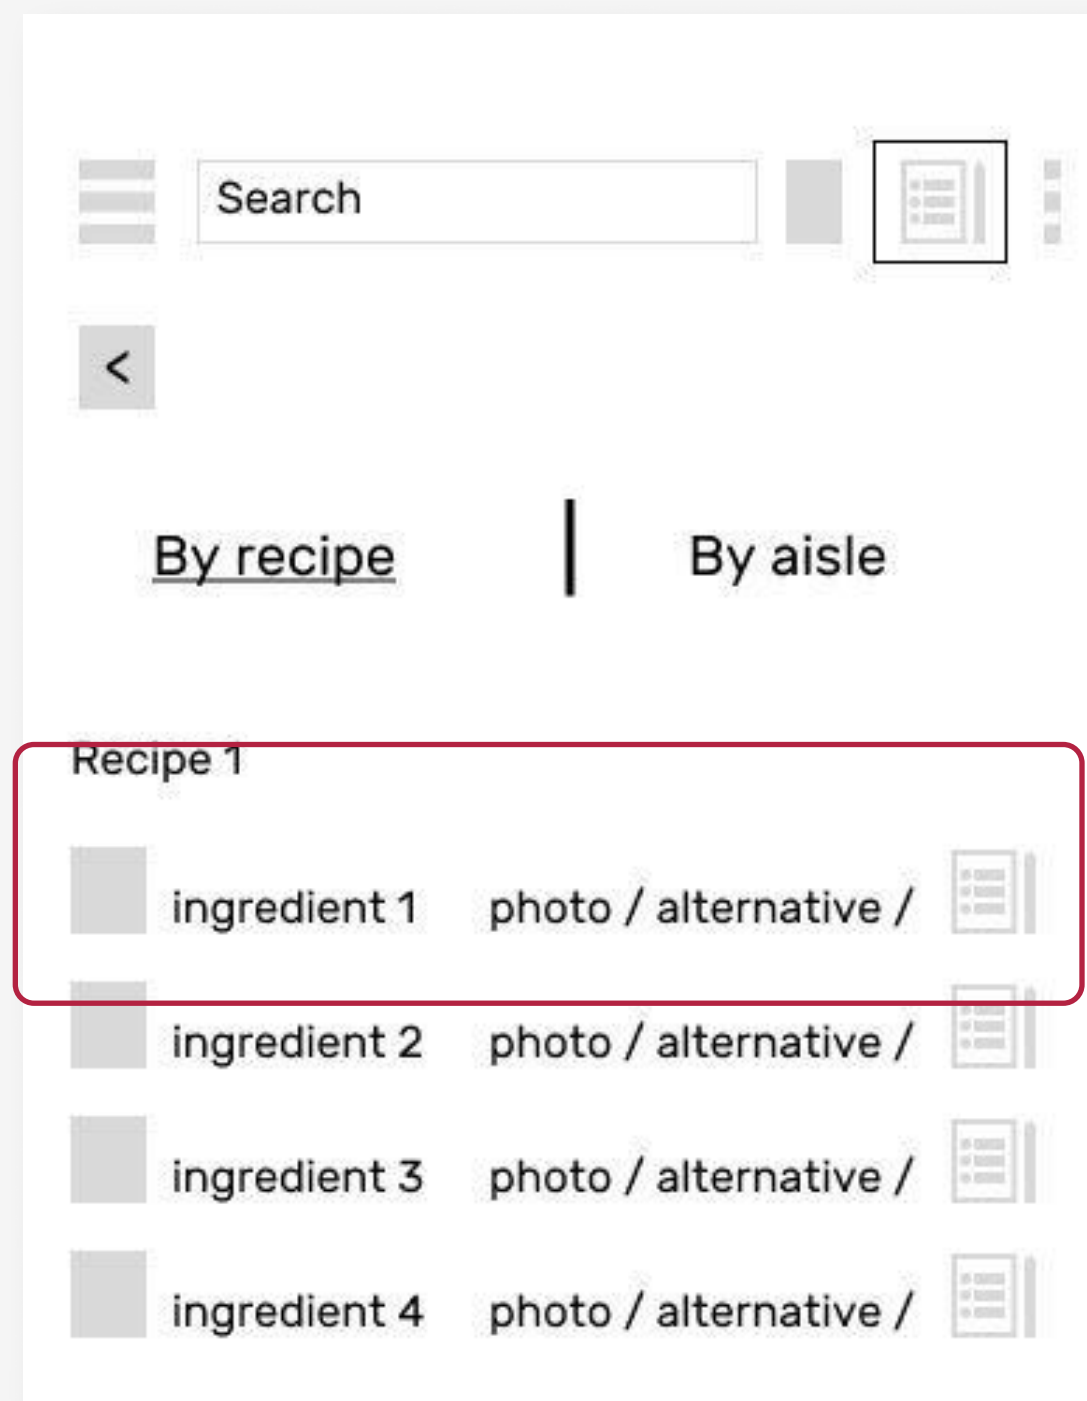 Search
<
By recipe | By aisle
Recipe 1
ingredient 1 photo / alternative /
ingredient 2 photo / alternative /
ingredient 3 photo / alternative /
ingredient 4 photo / alternative /